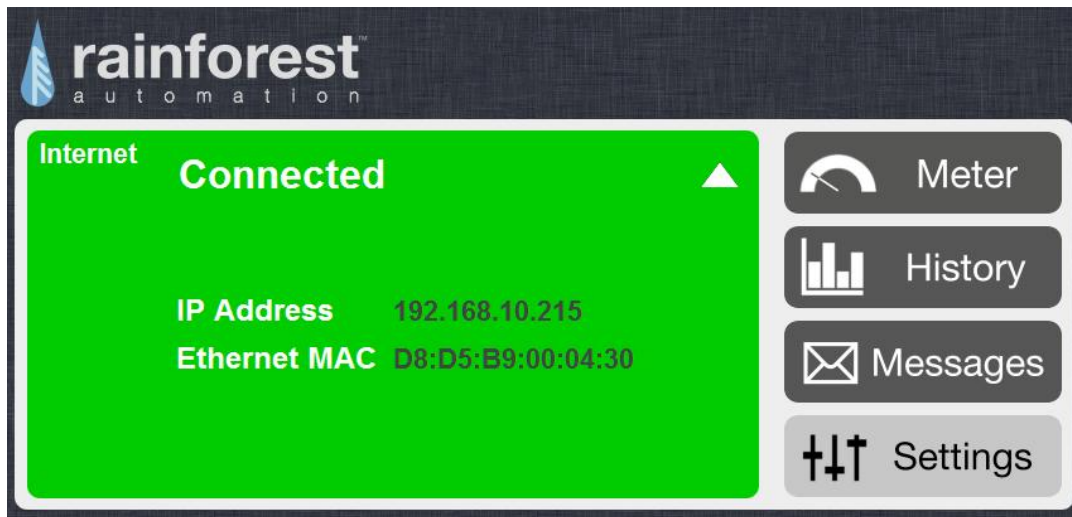 rainforest™
automation
Internet
Connected
IP Address 192.168.10.215
Ethernet MAC D8:D5:B9:00:04:30
Meter
History
Messages
Settings